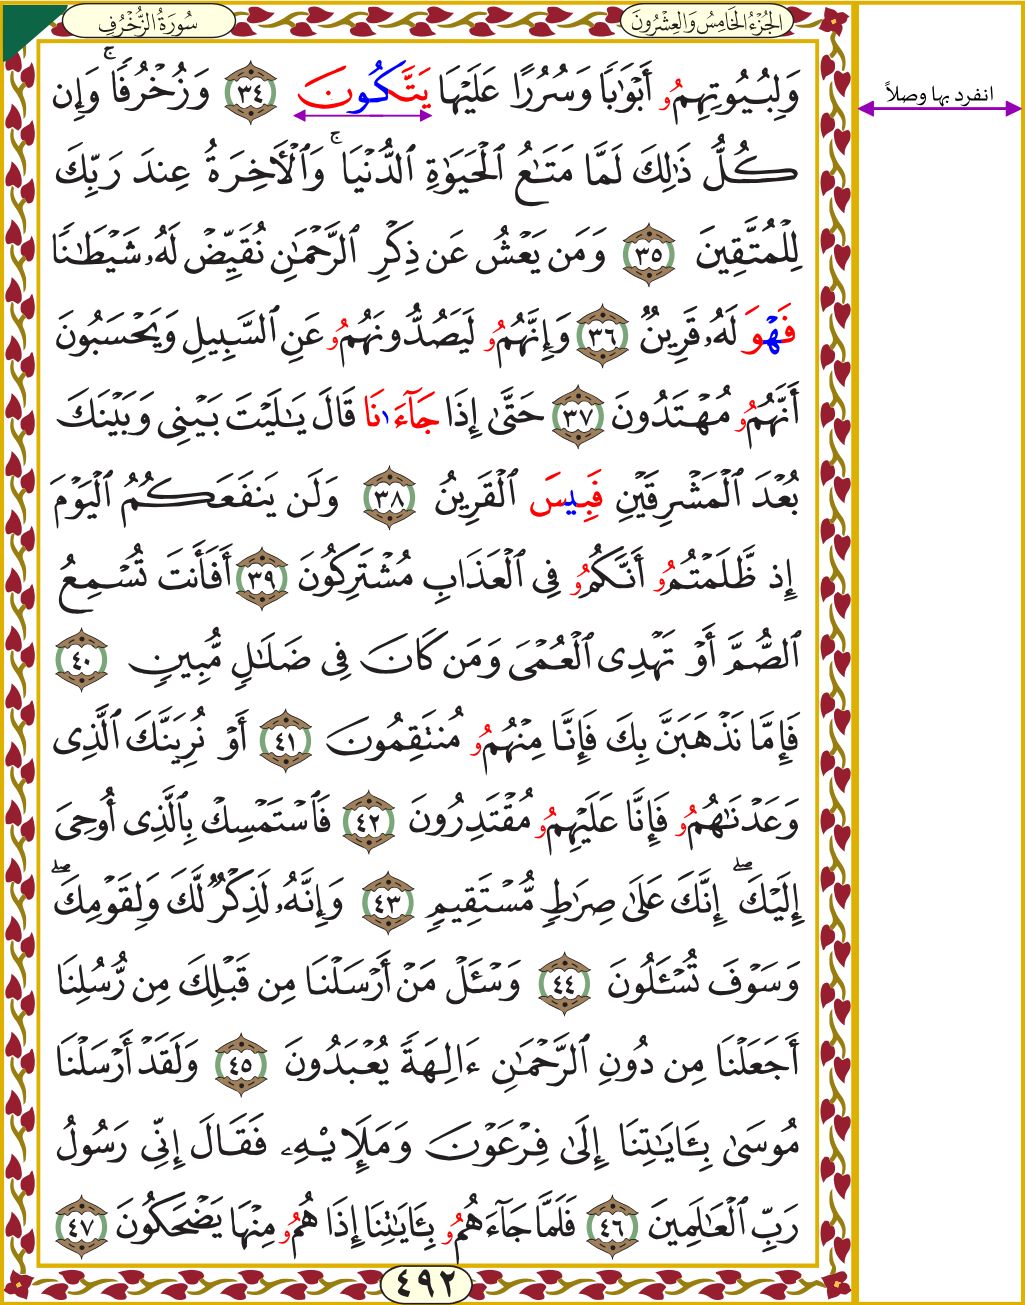 الجُزْءُ الخَامِسُ وَالعِشْرُونَ
سُورَةُ الزُّخْرُفِ
انفرد بها وصلاً
وَلِبُيُوتِهِمُۥ أَبْوَٰبًا وَسُرُرًا عَلَيْهَا يَتَّكُونَ ٣٤ وَزُخْرُفًا ۚ وَإِن
كُلُّ ذَٰلِكَ لَمَا مَتَٰعُ ٱلْحَيَوٰةِ ٱلدُّنْيَا ۚ وَٱلْأَخِرَةُ عِندَ رَبِّكَ
لِلْمُتَّقِينَ ٣٥ وَمَن يَعْشُ عَن ذِكْرِ ٱلرَّحْمَٰنِ نُقَيِّضْ لَهُۥ شَيْطَٰنًا
فَهْوَ لَهُۥ قَرِينٌ ٣٦ وَإِنَّهُمُۥ لَيَصُدُّونَهُمُۥ عَنِ ٱلسَّبِيلِ وَيَحْسَبُونَ
أَنَّهُمُۥ مُهْتَدُونَ ٣٧ حَتَّىٰ إِذَا جَآءَٰنَا قَالَ يَٰلَيْتَ بَيْنِى وَبَيْنَكَ
بُعْدَ ٱلْمَشْرِقَيْنِ فَبِيسَ ٱلْقَرِينُ ٣٨ وَلَن يَنفَعَكُمُ ٱلْيَوْمَ
إِذ ظَّلَمْتُمُۥ أَنَّكُمُۥ فِى ٱلْعَذَابِ مُشْتَرِكُونَ ٣٩ أَفَأَنتَ تُسْمِعُ
ٱلصُّمَّ أَوْ تَهْدِى ٱلْعُمْىَ وَمَن كَانَ فِى ضَلَٰلٍ مُّبِينٍ ٤٠
فَإِمَّا نَذْهَبَنَّ بِكَ فَإِنَّا مِنْهُمُۥ مُنتَقِمُونَ ٤١ أَوْ نُرِيَنَّكَ ٱلَّذِى
وَعَدْنَٰهُمُۥ فَإِنَّا عَلَيْهِمُۥ مُقْتَدِرُونَ ٤٢ فَٱسْتَمْسِكْ بِٱلَّذِى أُوحِىَ
إِلَيْكَ ۖ إِنَّكَ عَلَىٰ صِرَٰطٍ مُّسْتَقِيمٍ ٤٣ وَإِنَّهُۥ لَذِكْرٌ لَّكَ وَلِقَوْمِكَ ۖ
وَسَوْفَ تُسْـَٔلُونَ ٤٤ وَسْـَٔلْ مَنْ أَرْسَلْنَا مِن قَبْلِكَ مِن رُّسُلِنَا
أَجَعَلْنَا مِن دُونِ ٱلرَّحْمَٰنِ ءَالِهَةً يُعْبَدُونَ ٤٥ وَلَقَدْ أَرْسَلْنَا
مُوسَىٰ بِـَٔايَٰتِنَا إِلَىٰ فِرْعَوْنَ وَمَلَإِيْهِۦ فَقَالَ إِنِّى رَسُولُ
رَبِّ ٱلْعَٰلَمِينَ ٤٦ فَلَمَّا جَآءَهُمُۥ بِـَٔايَٰتِنَا إِذَا هُمُۥ مِنْهَا يَضْحَكُونَ ٤٧
٤٩٢